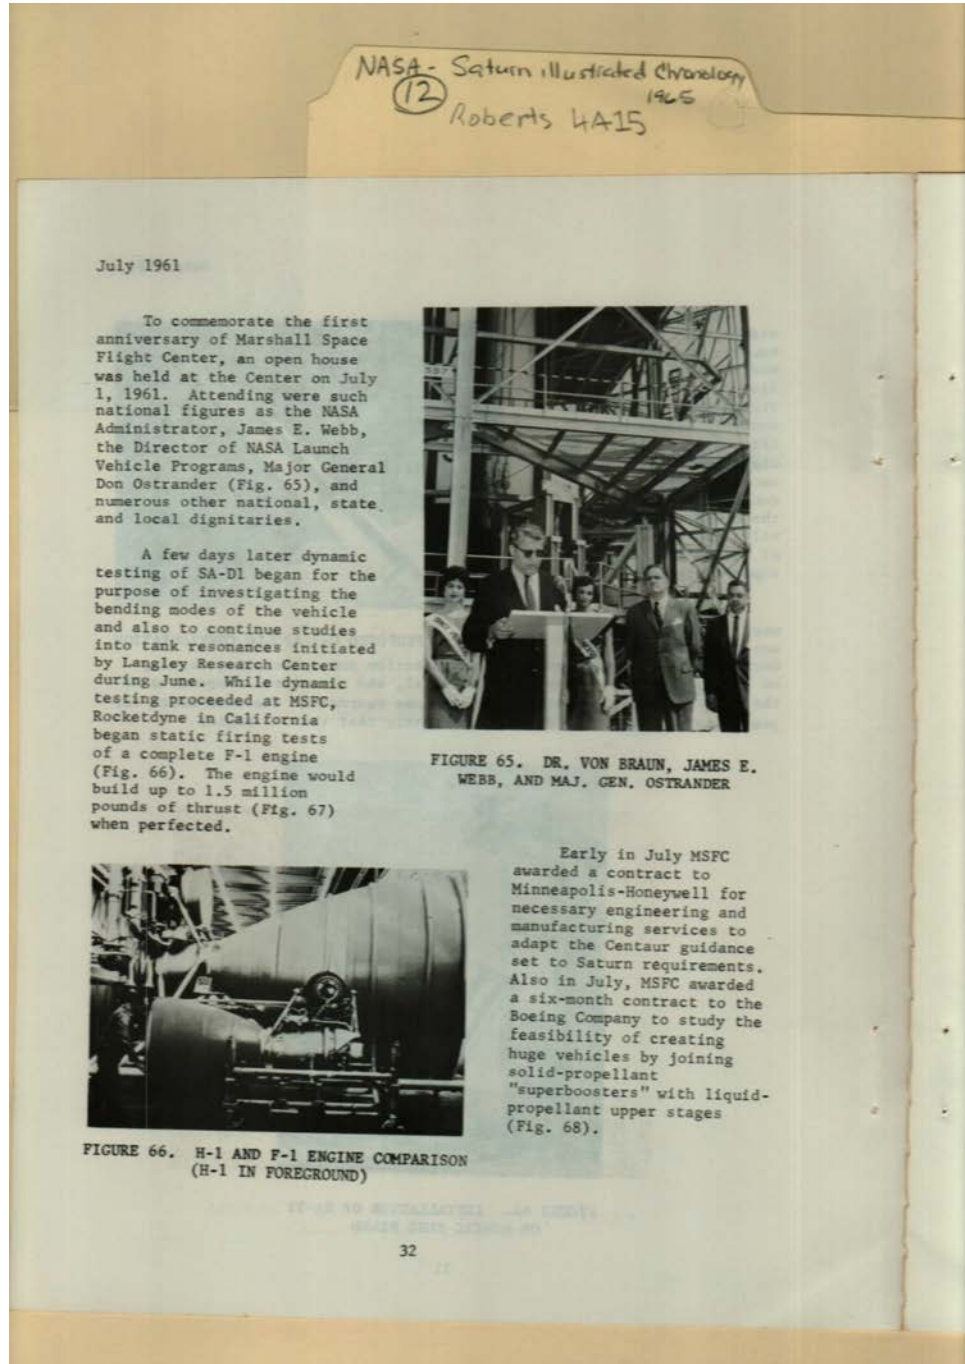 NASA - Saturn illustrated Chronology
1965
12
Roberts 4A15
July 1961
To commemorate the first
anniversary of Marshall Space
Flight Center, an open house
was held at the Center on July
1, 1961. Attending were such
national figures as the NASA
Administrator, James E. Webb,
the Director of NASA Launch
Vehicle Programs, Major General
Don Ostrander (Fig. 65), and
numerous other national, state
and local dignitaries.
A few days later dynamic
testing of SA-D1 began for the
purpose of investigating the
bending modes of the vehicle
and also to continue studies
into tank resonances initiated
by Langley Research Center
during June. While dynamic
testing proceeded at MSFC,
Rocketdyne in California
began static firing tests
of a complete F-1 engine
(Fig. 66). The engine would
build up to 1.5 million
pounds of thrust (Fig. 67)
when perfected.
FIGURE 65. DR. VON BRAUN, JAMES E.
WEBB, AND MAJ. GEN. OSTRANDER
Early in July MSFC
awarded a contract to
Minneapolis-Honeywell for
necessary engineering and
manufacturing services to
adapt the Centaur guidance
set to Saturn requirements.
Also in July, MSFC awarded
a six-month contract to the
Boeing Company to study the
feasibility of creating
huge vehicles by joining
solid-propellant
"superboosters" with liquid-
propellant upper stages
(Fig. 68).
FIGURE 66. H-1 AND F-1 ENGINE COMPARISON
(H-1 IN FOREGROUND)
32